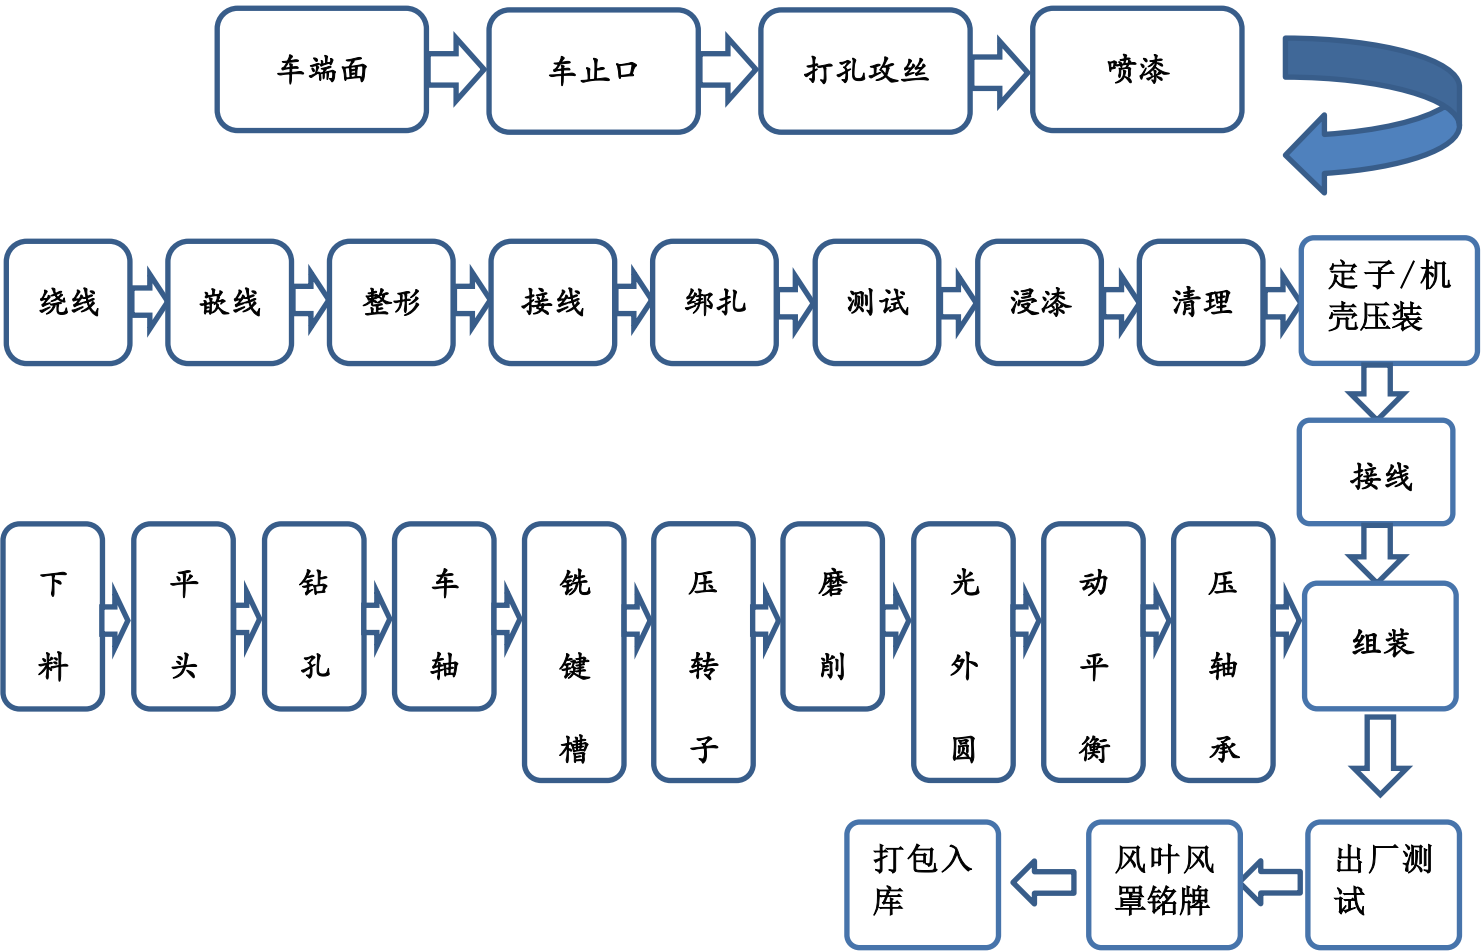 车端面
车止口
打孔攻丝
喷漆
绕线
嵌线
整形
接线
绑扎
测试
浸漆
清理
定子/机
壳压装
接线
下
料
平
头
钻
孔
车
轴
铣
键
槽
压
转
子
磨
削
光
外
圆
动
平
衡
压
轴
承
组装
出厂测
试
风叶风
罩铭牌
打包入
库